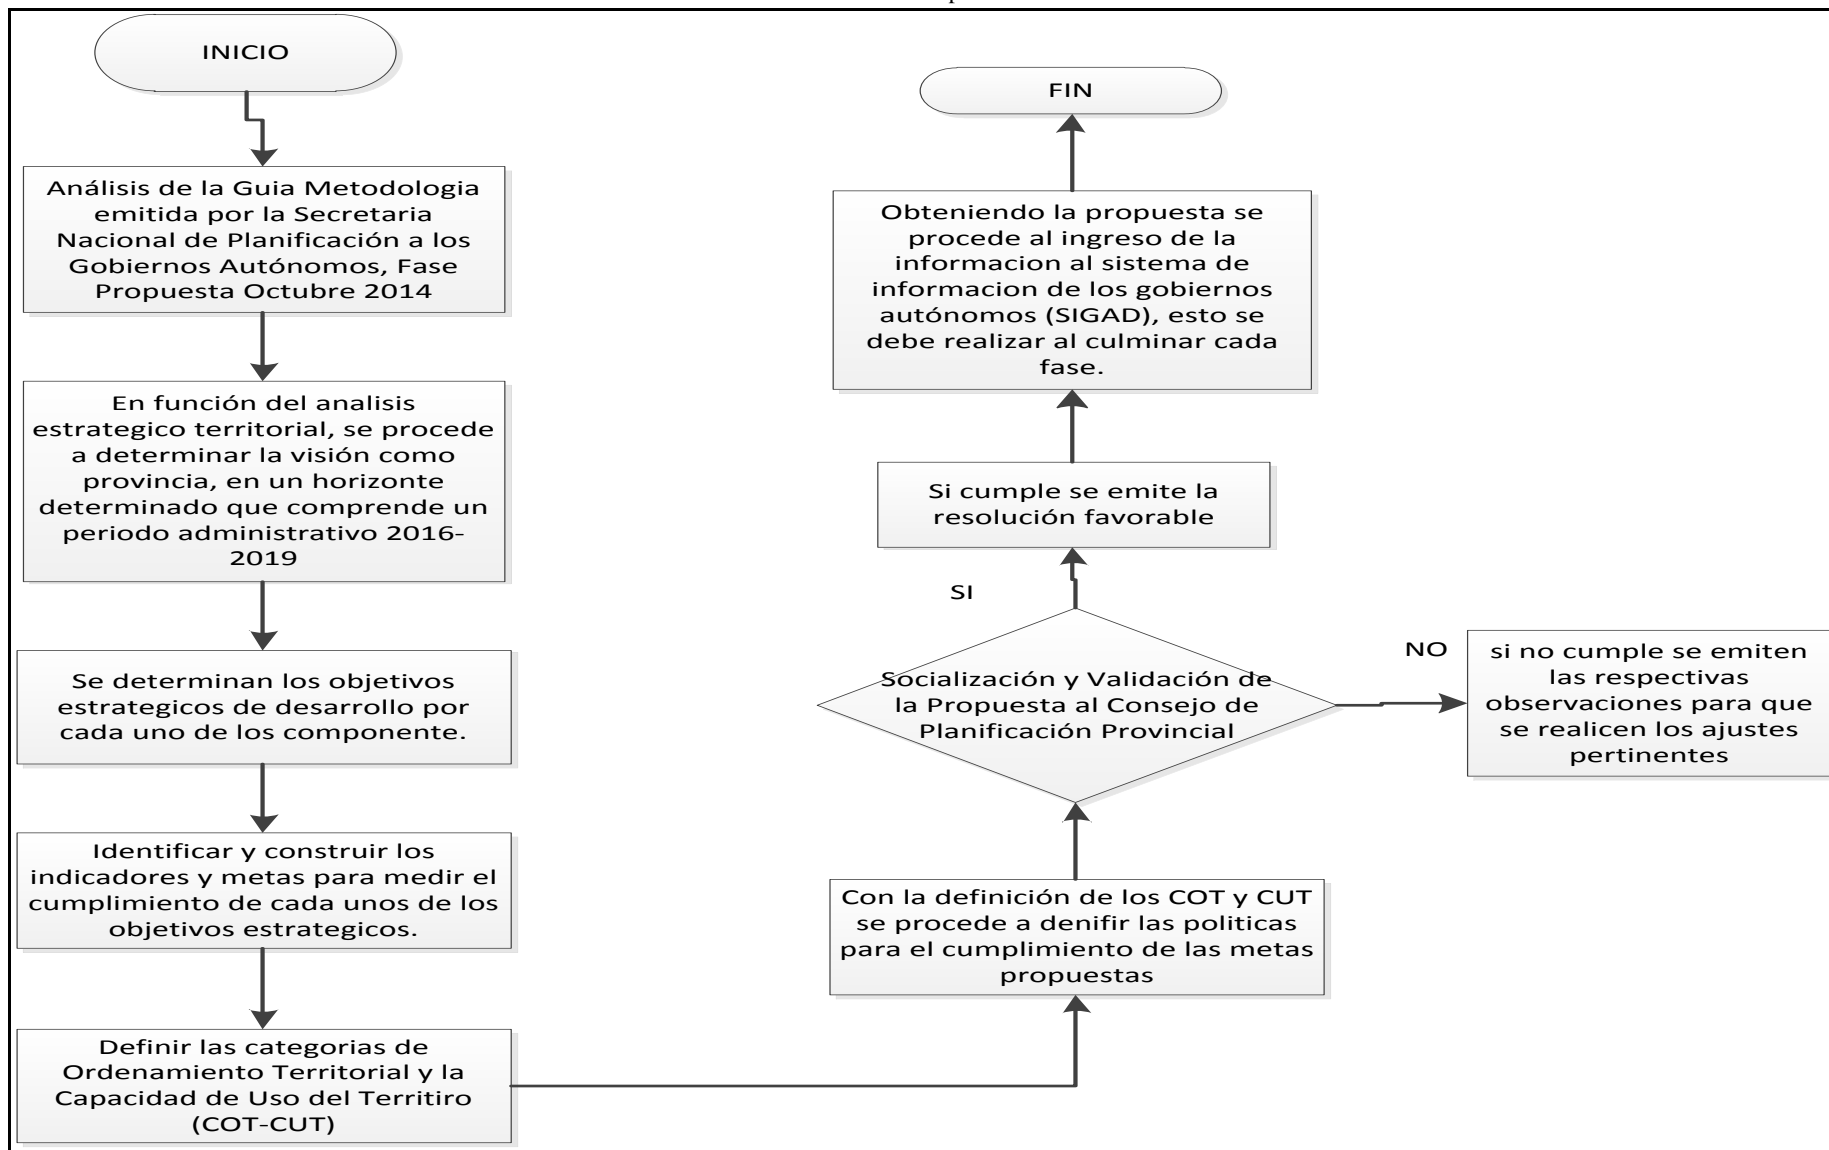 INICIO
Análisis de la Guia Metodologia
emitida por la Secretaria
Nacional de Planificación a los
Gobiernos Autónomos, Fase
Propuesta Octubre 2014
En función del analisis
estrategico territorial, se procede
a determinar la visión como
provincia, en un horizonte
determinado que comprende un
periodo administrativo 2016-
2019
Se determinan los objetivos
estrategicos de desarrollo por
cada uno de los componente.
Identificar y construir los
indicadores y metas para medir el
cumplimiento de cada unos de los
objetivos estrategicos.
Definir las categorias de
Ordenamiento Territorial y la
Capacidad de Uso del Territiro
(COT-CUT)
Con la definición de los COT y CUT
se procede a denifir las politicas
para el cumplimiento de las metas
propuestas
Socialización y Validación de
la Propuesta al Consejo de
Planificación Provincial
NO
si no cumple se emiten
las respectivas
observaciones para que
se realicen los ajustes
pertinentes
SI
Si cumple se emite la
resolución favorable
Obteniendo la propuesta se
procede al ingreso de la
informacion al sistema de
informacion de los gobiernos
autónomos (SIGAD), esto se
debe realizar al culminar cada
fase.
FIN